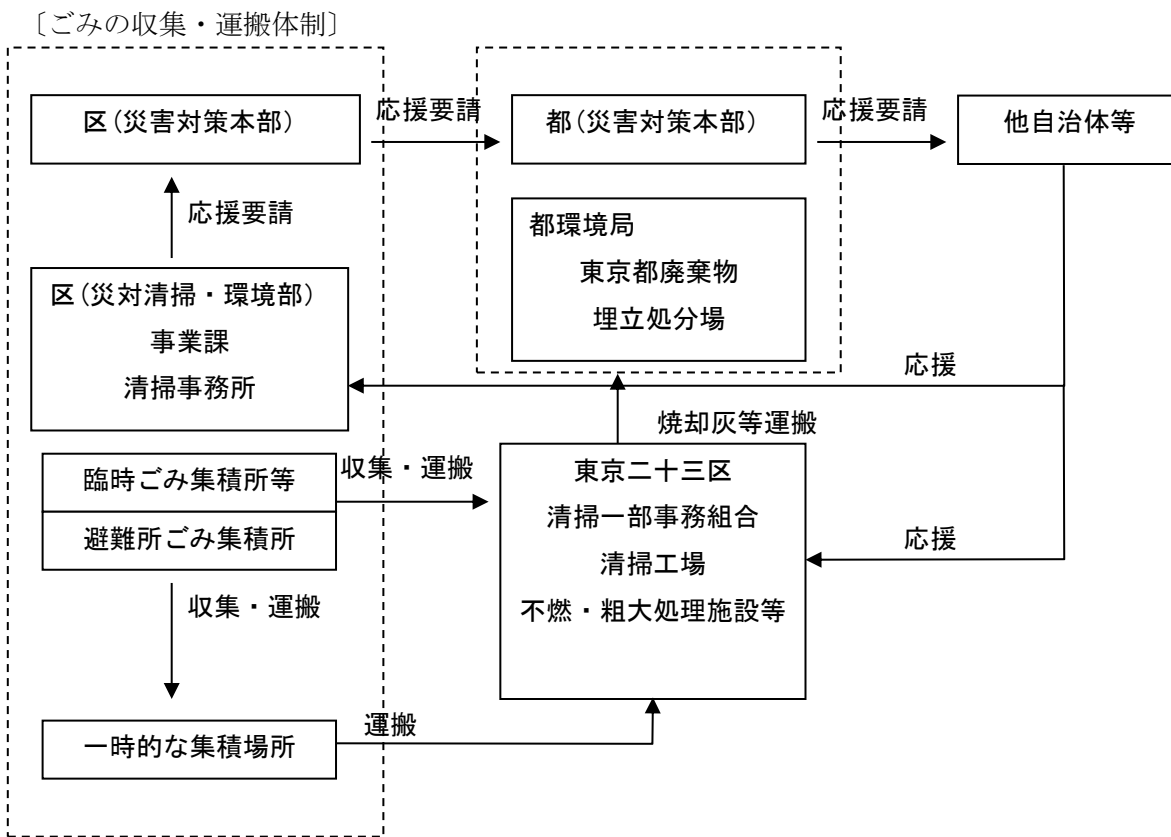 〔ごみの収集・運搬体制〕
区(災害対策本部)
応援要請
都(災害対策本部)
応援要請
他自治体等
応援要請
都環境局
東京都廃棄物
埋立処分場
区(災対清掃・環境部)
事業課
清掃事務所
応援
焼却灰等運搬
臨時ごみ集積所等
避難所ごみ集積所
収集・運搬
東京二十三区
清掃一部事務組合
清掃工場
不燃・粗大処理施設等
応援
収集・運搬
一時的な集積場所
運搬